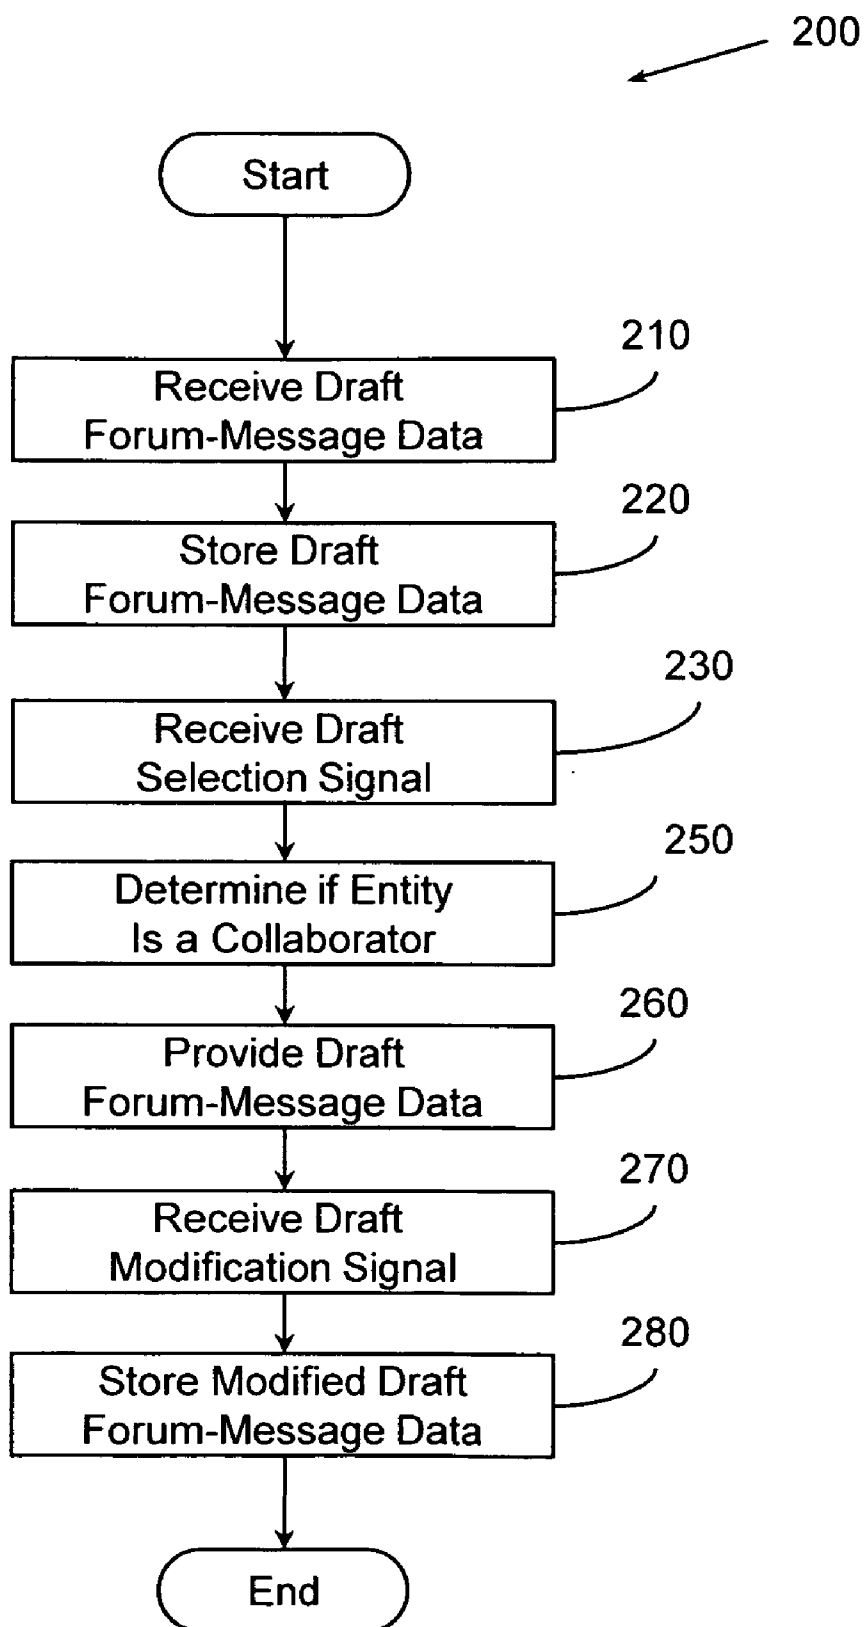 200
Start
210
Receive Draft
Forum-Message Data
220
Store Draft
Forum-Message Data
230
Receive Draft
Selection Signal
250
Determine if Entity
Is a Collaborator
260
Provide Draft
Forum-Message Data
270
Receive Draft
Modification Signal
280
Store Modified Draft
Forum-Message Data
End